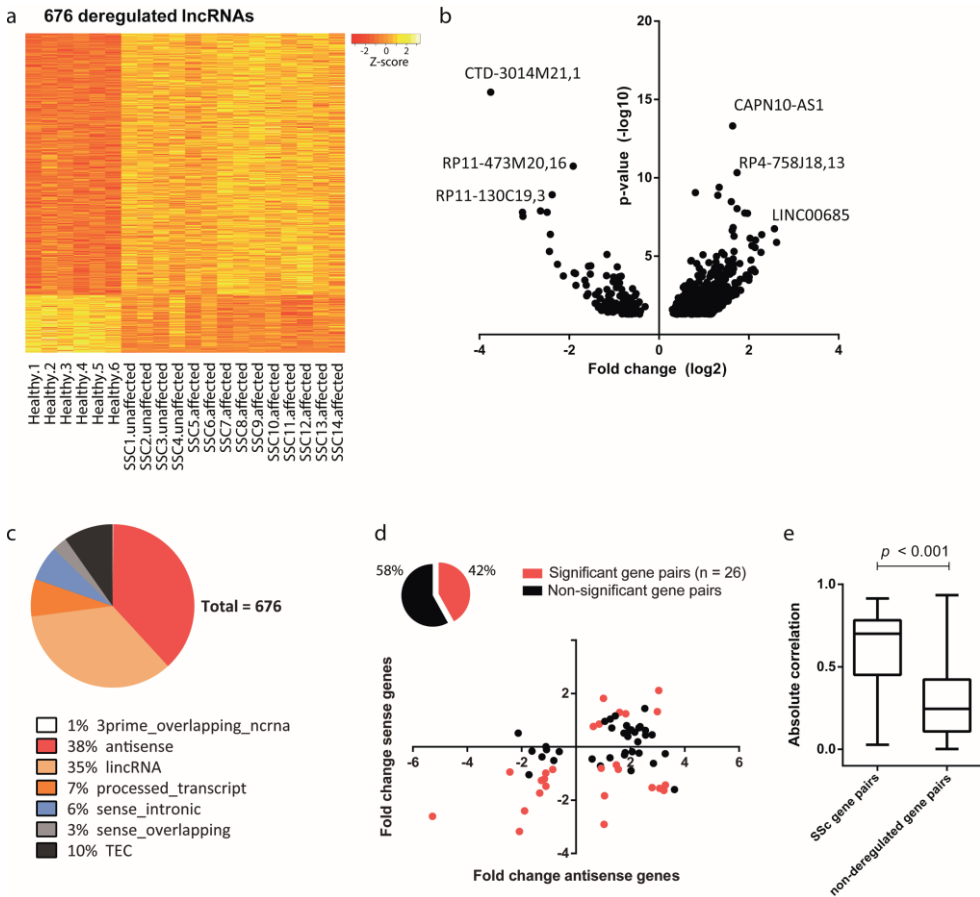 a
676 deregulated lncRNAs
-2 0 2
Z-score
Healthy.1
Healthy.2
Healthy.3
Healthy.4
Healthy.5
Healthy.6
SSC1.unaffected
SSC2.unaffected
SSC3.unaffected
SSC4.unaffected
SSC5.affected
SSC6.affected
SSC7.affected
SSC8.affected
SSC9.affected
SSC10.affected
SSC11.affected
SSC12.affected
SSC13.affected
SSC14.affected
b
20
15
10
5
p-value (-log10)
CTD-3014M21,1
CAPN10-AS1
RP11-473M20,16
RP4-758J18,13
RP11-130C19,3
LINC00685
-4 -2 0 2 4
Fold change (log2)
c
Total = 676
1% 3prime_overlapping_ncrna
38% antisense
35% lincRNA
7% processed_transcript
6% sense_intronic
3% sense_overlapping
10% TEC
d
58%
42%
Significant gene pairs (n = 26)
Non-significant gene pairs
Fold change sense genes
2
-6 -4 -2 2 4 6
-2
-4
Fold change antisense genes
e
p < 0.001
1.0
0.5
0.0
Absolute correlation
SSc gene pairs
non-deregulated gene pairs